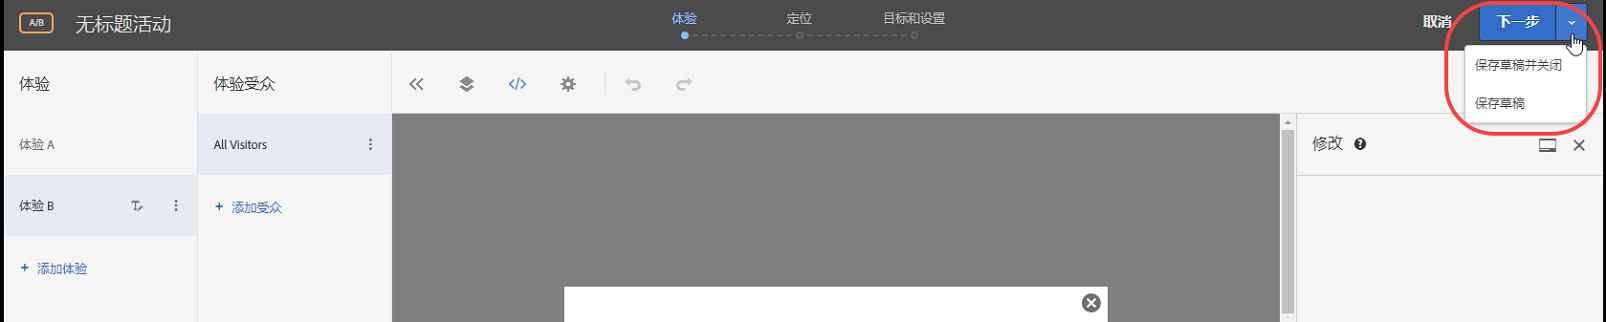 A/B 无标题活动 体验 定位 目标和设置 取消 下一步
体验 体验受众 保存草稿并关闭
保存草稿
体验 A All Visitors 修改 ?
体验 B
+ 添加受众
+ 添加体验